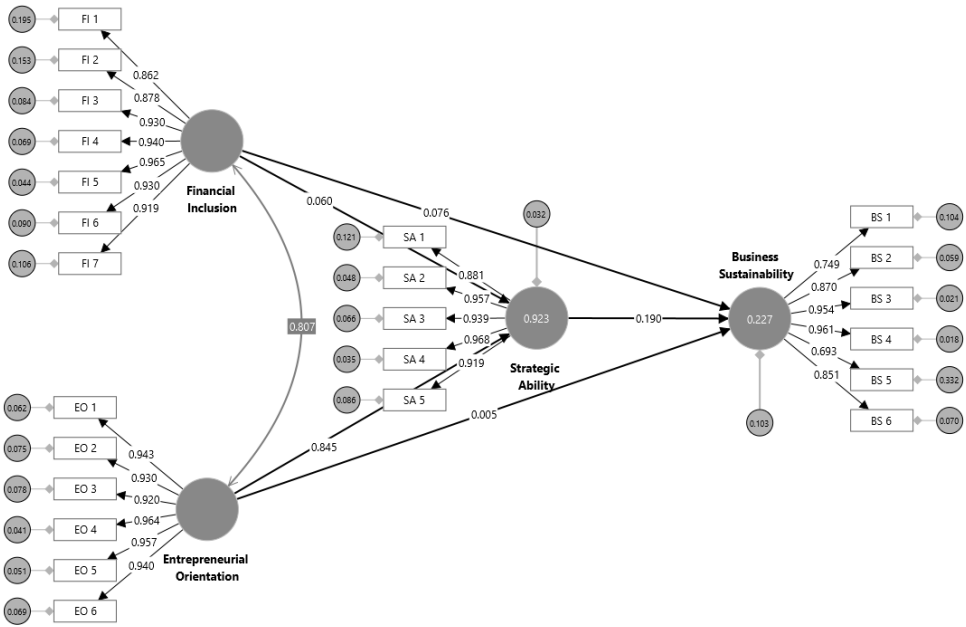 0.195
FI 1
0.153
FI 2
0.084
FI 3
0.069
FI 4
0.044
FI 5
0.090
FI 6
0.106
FI 7
0.862
0.878
0.930
0.940
0.965
0.930
0.919
Financial
Inclusion
0.060
0.076
0.032
0.121
SA 1
0.048
SA 2
0.066
SA 3
0.035
SA 4
0.086
SA 5
0.881
0.957
0.939
0.968
0.919
0.923
Strategic
Ability
0.190
Business
Sustainability
0.227
0.103
0.749
0.870
0.954
0.961
0.693
0.851
BS 1
0.104
BS 2
0.059
BS 3
0.021
BS 4
0.018
BS 5
0.332
BS 6
0.070
0.807
0.845
0.005
0.062
EO 1
0.075
EO 2
0.078
EO 3
0.041
EO 4
0.051
EO 5
0.069
EO 6
0.943
0.930
0.920
0.964
0.957
0.940
Entrepreneurial
Orientation